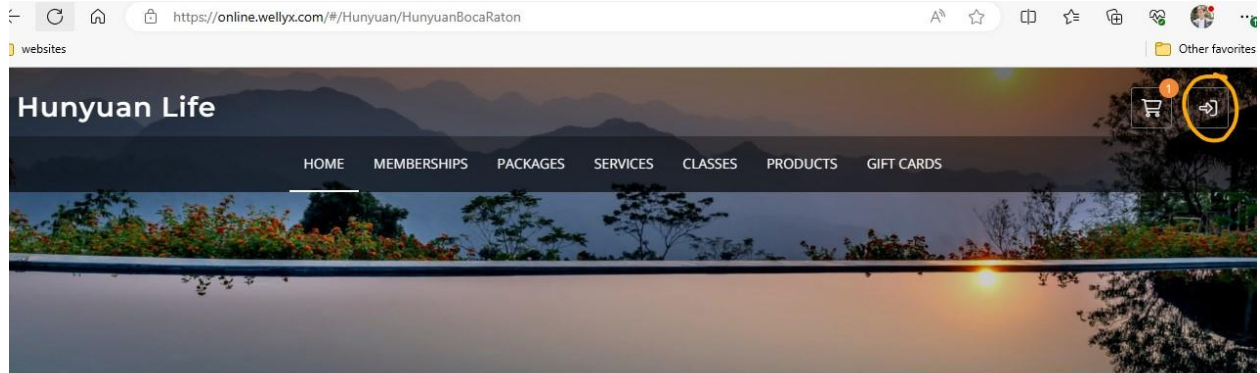 https://online.wellyx.com/#/Hunyuan/HunyuanBocaRaton
websites
Other favorites
Hunyuan Life
1
HOME MEMBERSHIPS PACKAGES SERVICES CLASSES PRODUCTS GIFT CARDS